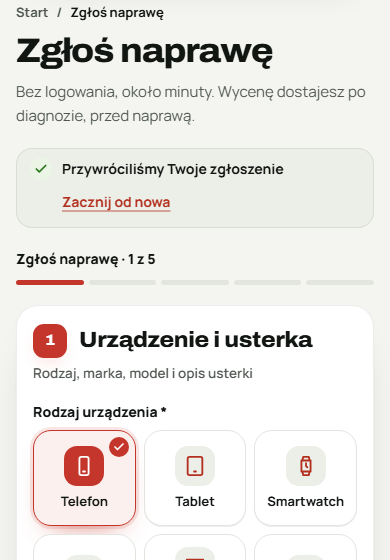 Start / Zgłoś naprawę
Zgłoś naprawę
Bez logowania, około minuty. Wycenę dostajesz po
diagnozie, przed naprawą.
Przywróciliśmy Twoje zgłoszenie
Zacznij od nowa
Zgłoś naprawę · 1 z 5
1 Urządzenie i usterka
Rodzaj, marka, model i opis usterki
Rodzaj urządzenia *
Telefon Tablet Smartwatch